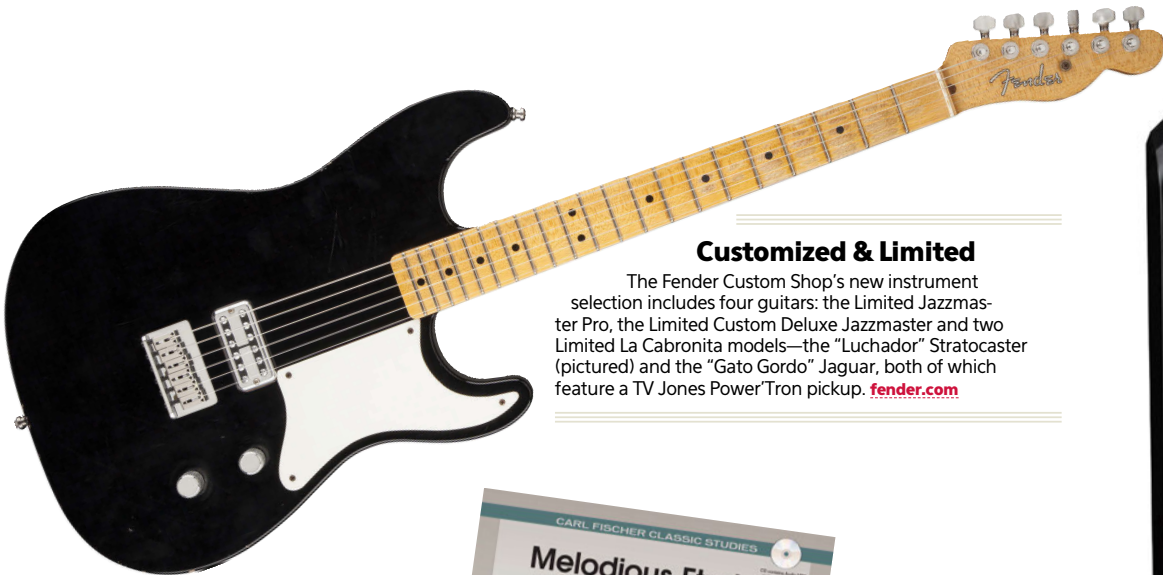 Fender
Customized & Limited
The Fender Custom Shop's new instrument
selection includes four guitars: the Limited Jazzmas-
ter Pro, the Limited Custom Deluxe Jazzmaster and two
Limited La Cabronita models—the “Luchador” Stratocaster
(pictured) and the “Gato Gordo” Jaguar, both of which
feature a TV Jones Power'Tron pickup. fender.com
CARL FISCHER CLASSIC STUDIES
Melodious